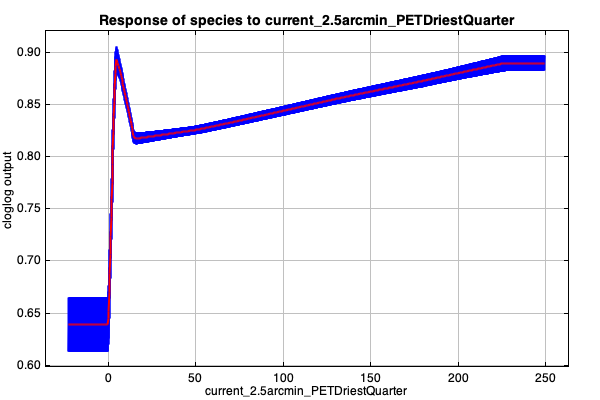 Response of species to current_2.5arcmin_PETDriestQuarter
cloglog output
0.90
0.85
0.80
0.75
0.70
0.65
0.60
0 50 100 150 200 250
current_2.5arcmin_PETDriestQuarter